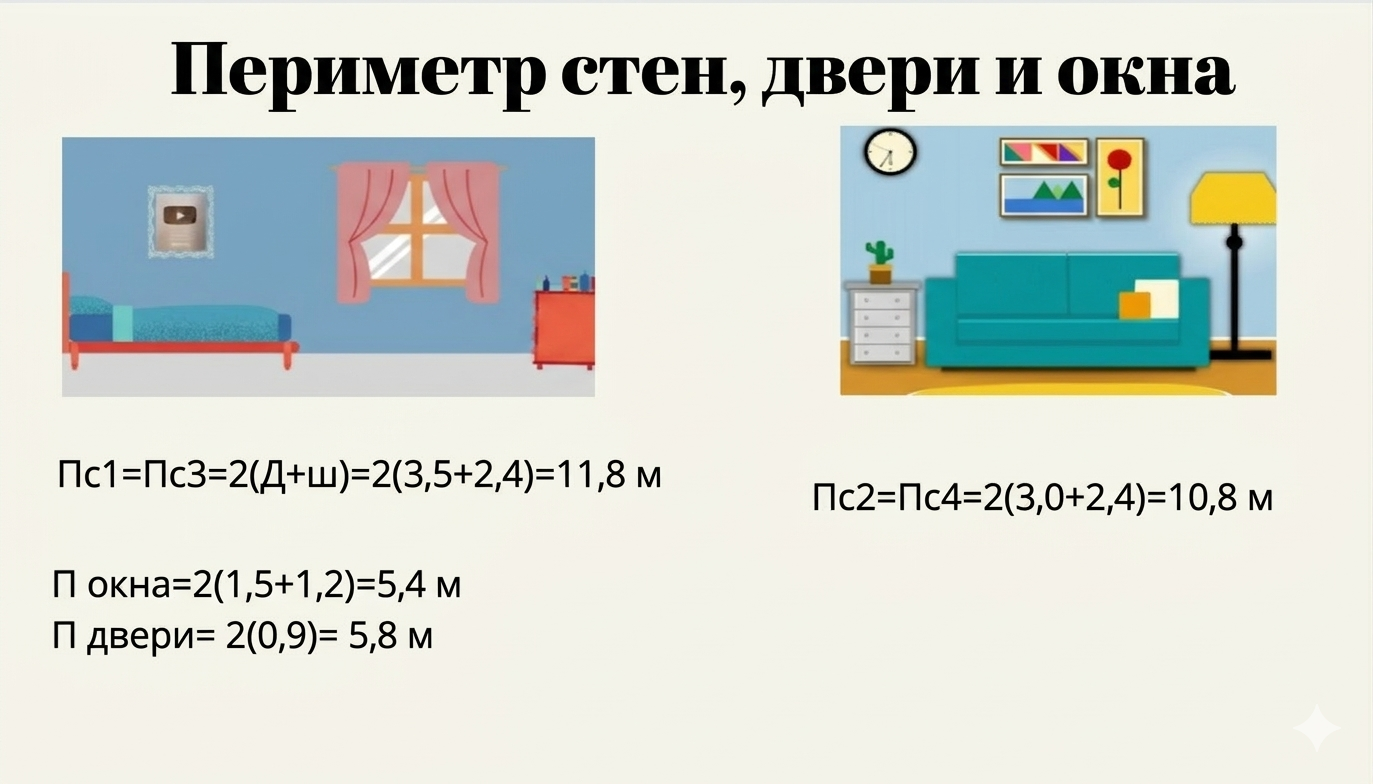 Периметр стен, двери и окна
Пс1=Пс3=2(Д+ш)=2(3,5+2,4)=11,8 м
Пс2=Пс4=2(3,0+2,4)=10,8 м
П окна=2(1,5+1,2)=5,4 м
П двери= 2(0,9)= 5,8 м